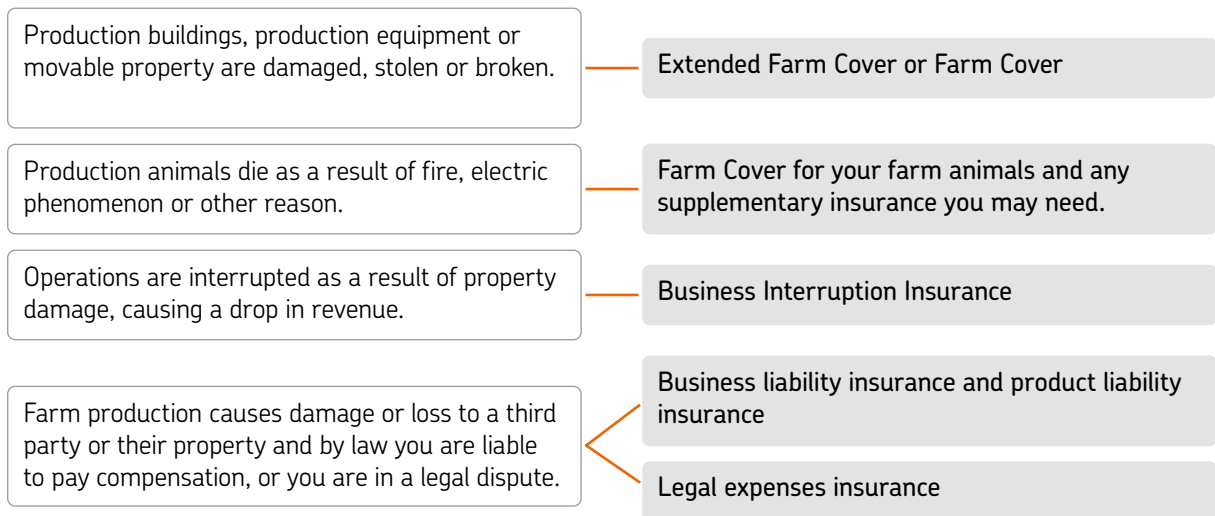 Production buildings, production equipment or
movable property are damaged, stolen or broken.
Extended Farm Cover or Farm Cover
Production animals die as a result of fire, electric
phenomenon or other reason.
Farm Cover for your farm animals and any
supplementary insurance you may need.
Operations are interrupted as a result of property
damage, causing a drop in revenue.
Business Interruption Insurance
Farm production causes damage or loss to a third
party or their property and by law you are liable
to pay compensation, or you are in a legal dispute.
Business liability insurance and product liability
insurance
Legal expenses insurance